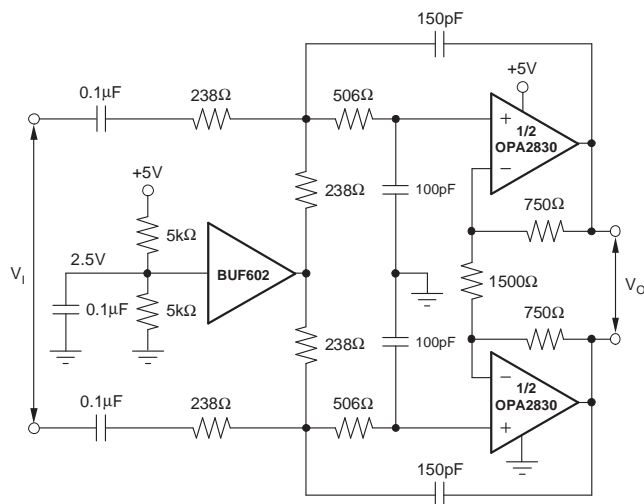 150pF
+5V
0.1μF
238Ω
506Ω
+
1/2
OPA2830
−
238Ω
100pF
750Ω
+5V
5kΩ
2.5V
BUF602
V_I
1500Ω
V_O
0.1μF
5kΩ
238Ω
100pF
750Ω
−
1/2
OPA2830
+
0.1μF
238Ω
506Ω
150pF